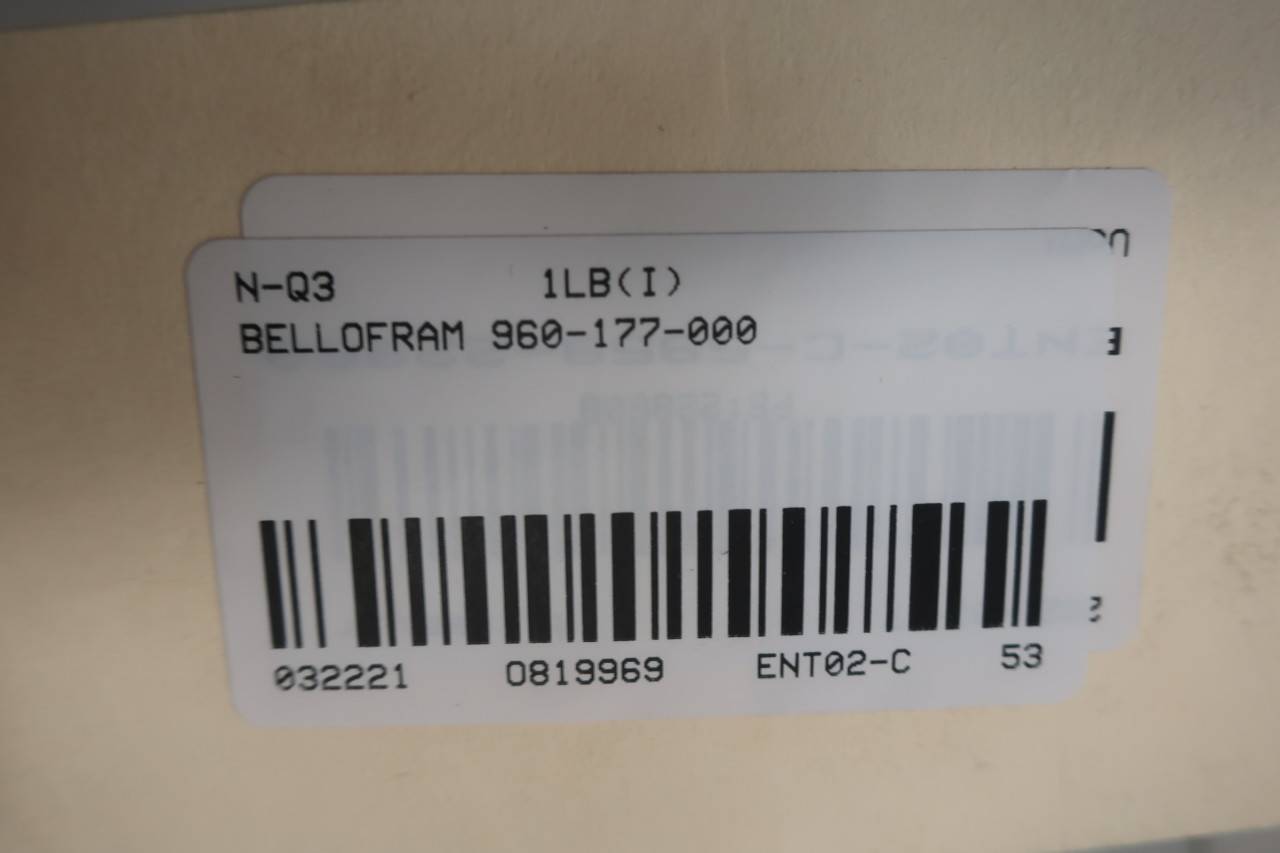 N-Q3 1LB(I)
BELLOFRAM 960-177-000
032221 0819969 ENT02-C 53